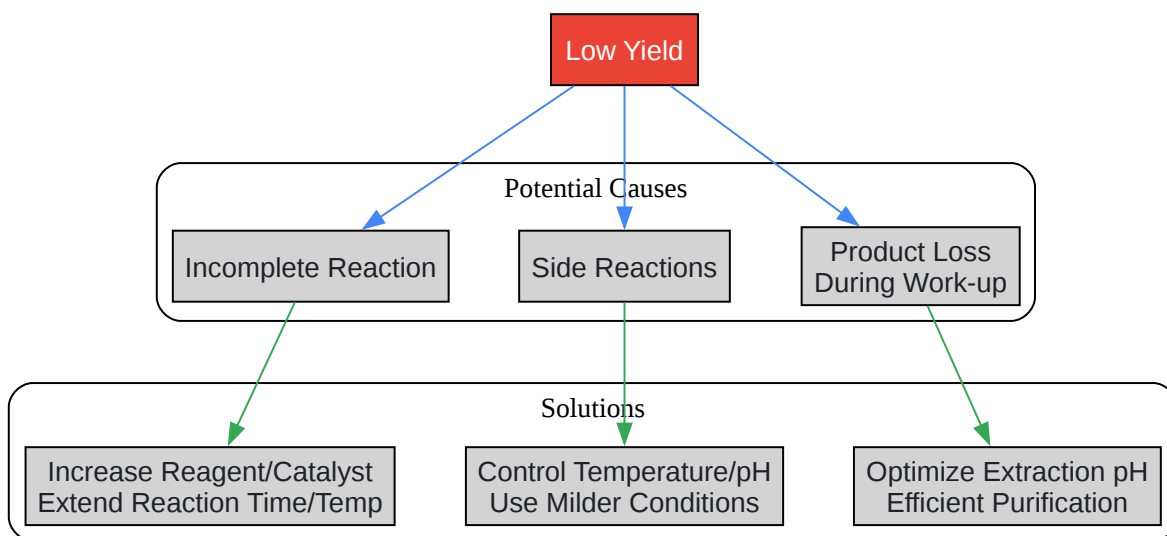 Low Yield
Potential Causes
Incomplete Reaction
Side Reactions
Product Loss
During Work-up
Solutions
Increase Reagent/Catalyst
Extend Reaction Time/Temp
Control Temperature/pH
Use Milder Conditions
Optimize Extraction pH
Efficient Purification